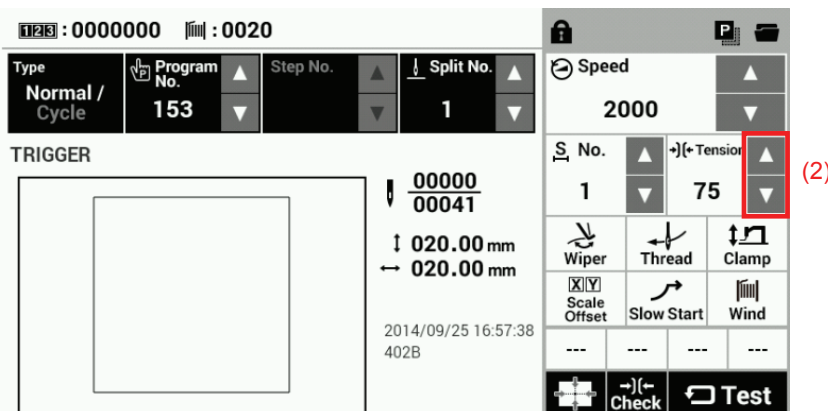 123 : 0000000 : 0020
Type
Normal /
Cycle
P Program
No.
153
Step No.
Split No.
1
TRIGGER
00000
00041
020.00 mm
020.00 mm
2014/09/25 16:57:38
402B
P
Speed
2000
S No.
1
Tension
75
(2)
Wiper
Thread
Clamp
XY
Scale
Offset
Slow Start
Wind
--- --- --- ---
Check
Test